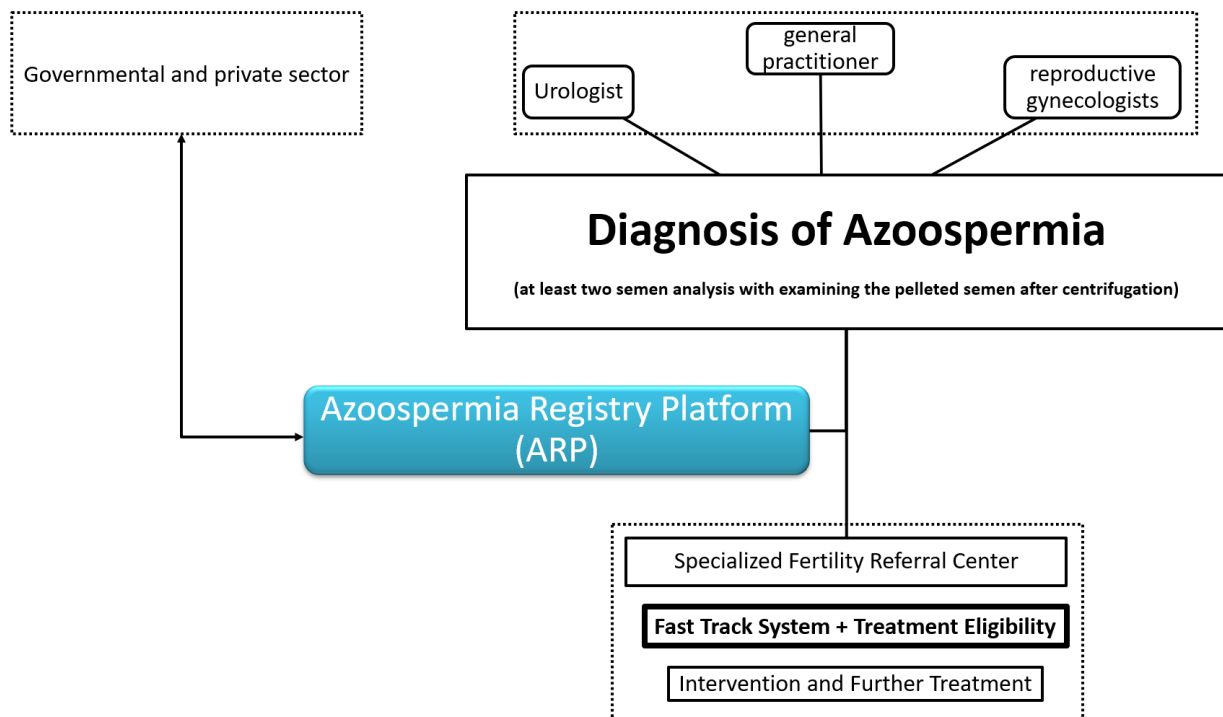 Governmental and private sector
general
practitioner
Urologist
reproductive
gynecologists
Diagnosis of Azoospermia
(at least two semen analysis with examining the pelleted semen after centrifugation)
Azoospermia Registry Platform
(ARP)
Specialized Fertility Referral Center
Fast Track System + Treatment Eligibility
Intervention and Further Treatment